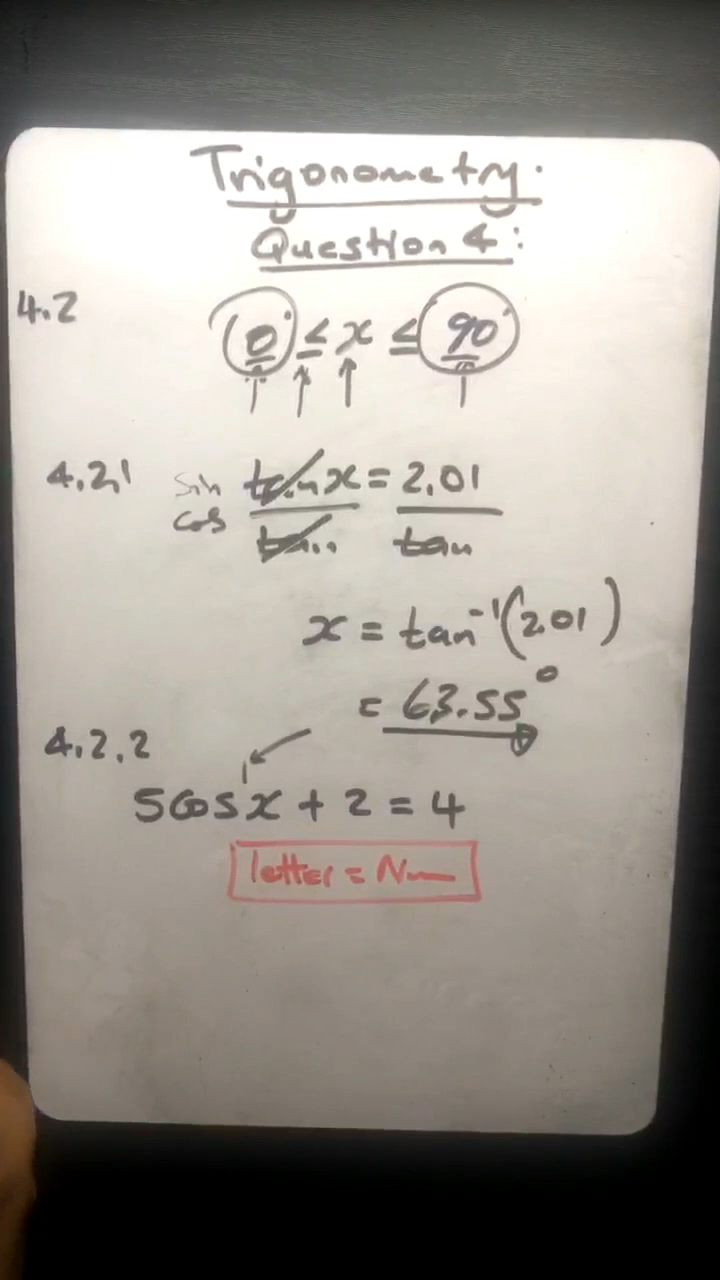 Trigonometry.
Question 4:
4.2 0° ≤ x ≤ 90°
4.2.1 sin tan x = 2.01
cos tan tan
x = tan⁻¹(2.01)
= 63.55°
4.2.2
5cosx + 2 = 4
letter = N